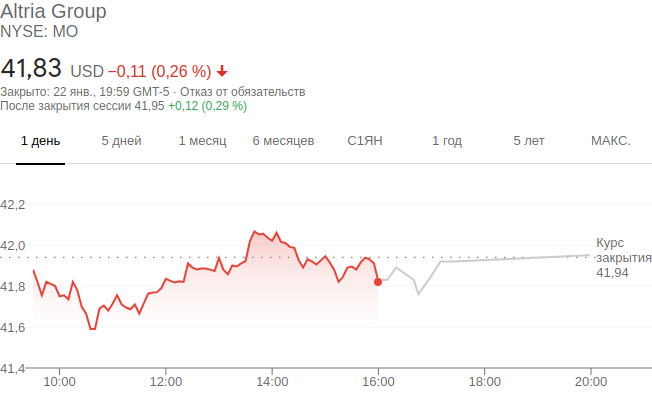 Altria Group
NYSE: MO
41,83 USD −0,11 (0,26 %)
Закрыто: 22 янв., 19:59 GMT-5 · Отказ от обязательств
После закрытия сессии 41,95 +0,12 (0,29 %)
1 день 5 дней 1 месяц 6 месяцев С1ЯН 1 год 5 лет МАКС.
42,2
42,0
41,8
41,6
41,4
Курс
закрытия
41,94
10:00 12:00 14:00 16:00 18:00 20:00